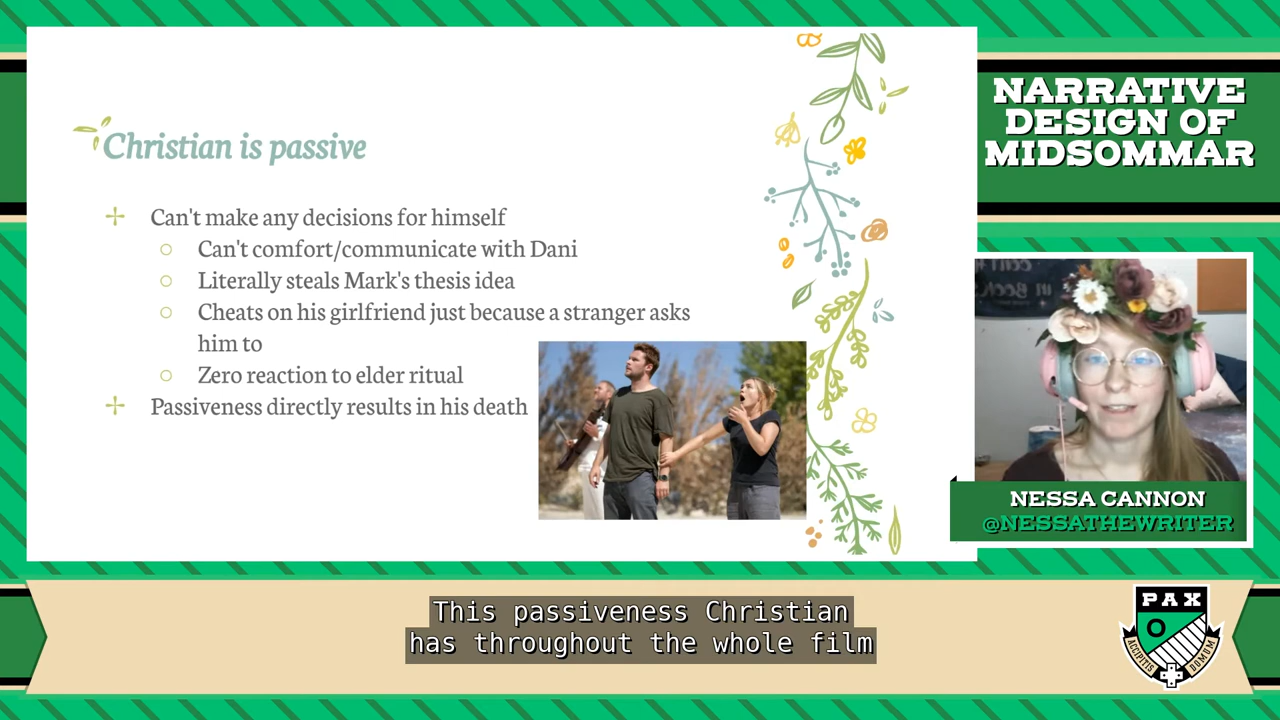 Christian is passive
Can't make any decisions for himself
Can't comfort/communicate with Dani
Literally steals Mark's thesis idea
Cheats on his girlfriend just because a stranger asks
him to
Zero reaction to elder ritual
Passiveness directly results in his death
NARRATIVE
DESIGN OF
MIDSOMMAR
NESSA CANNON
@NESSATHEWRITER
This passiveness Christian
has throughout the whole film
PAX
ACCIPITIS DOMUM